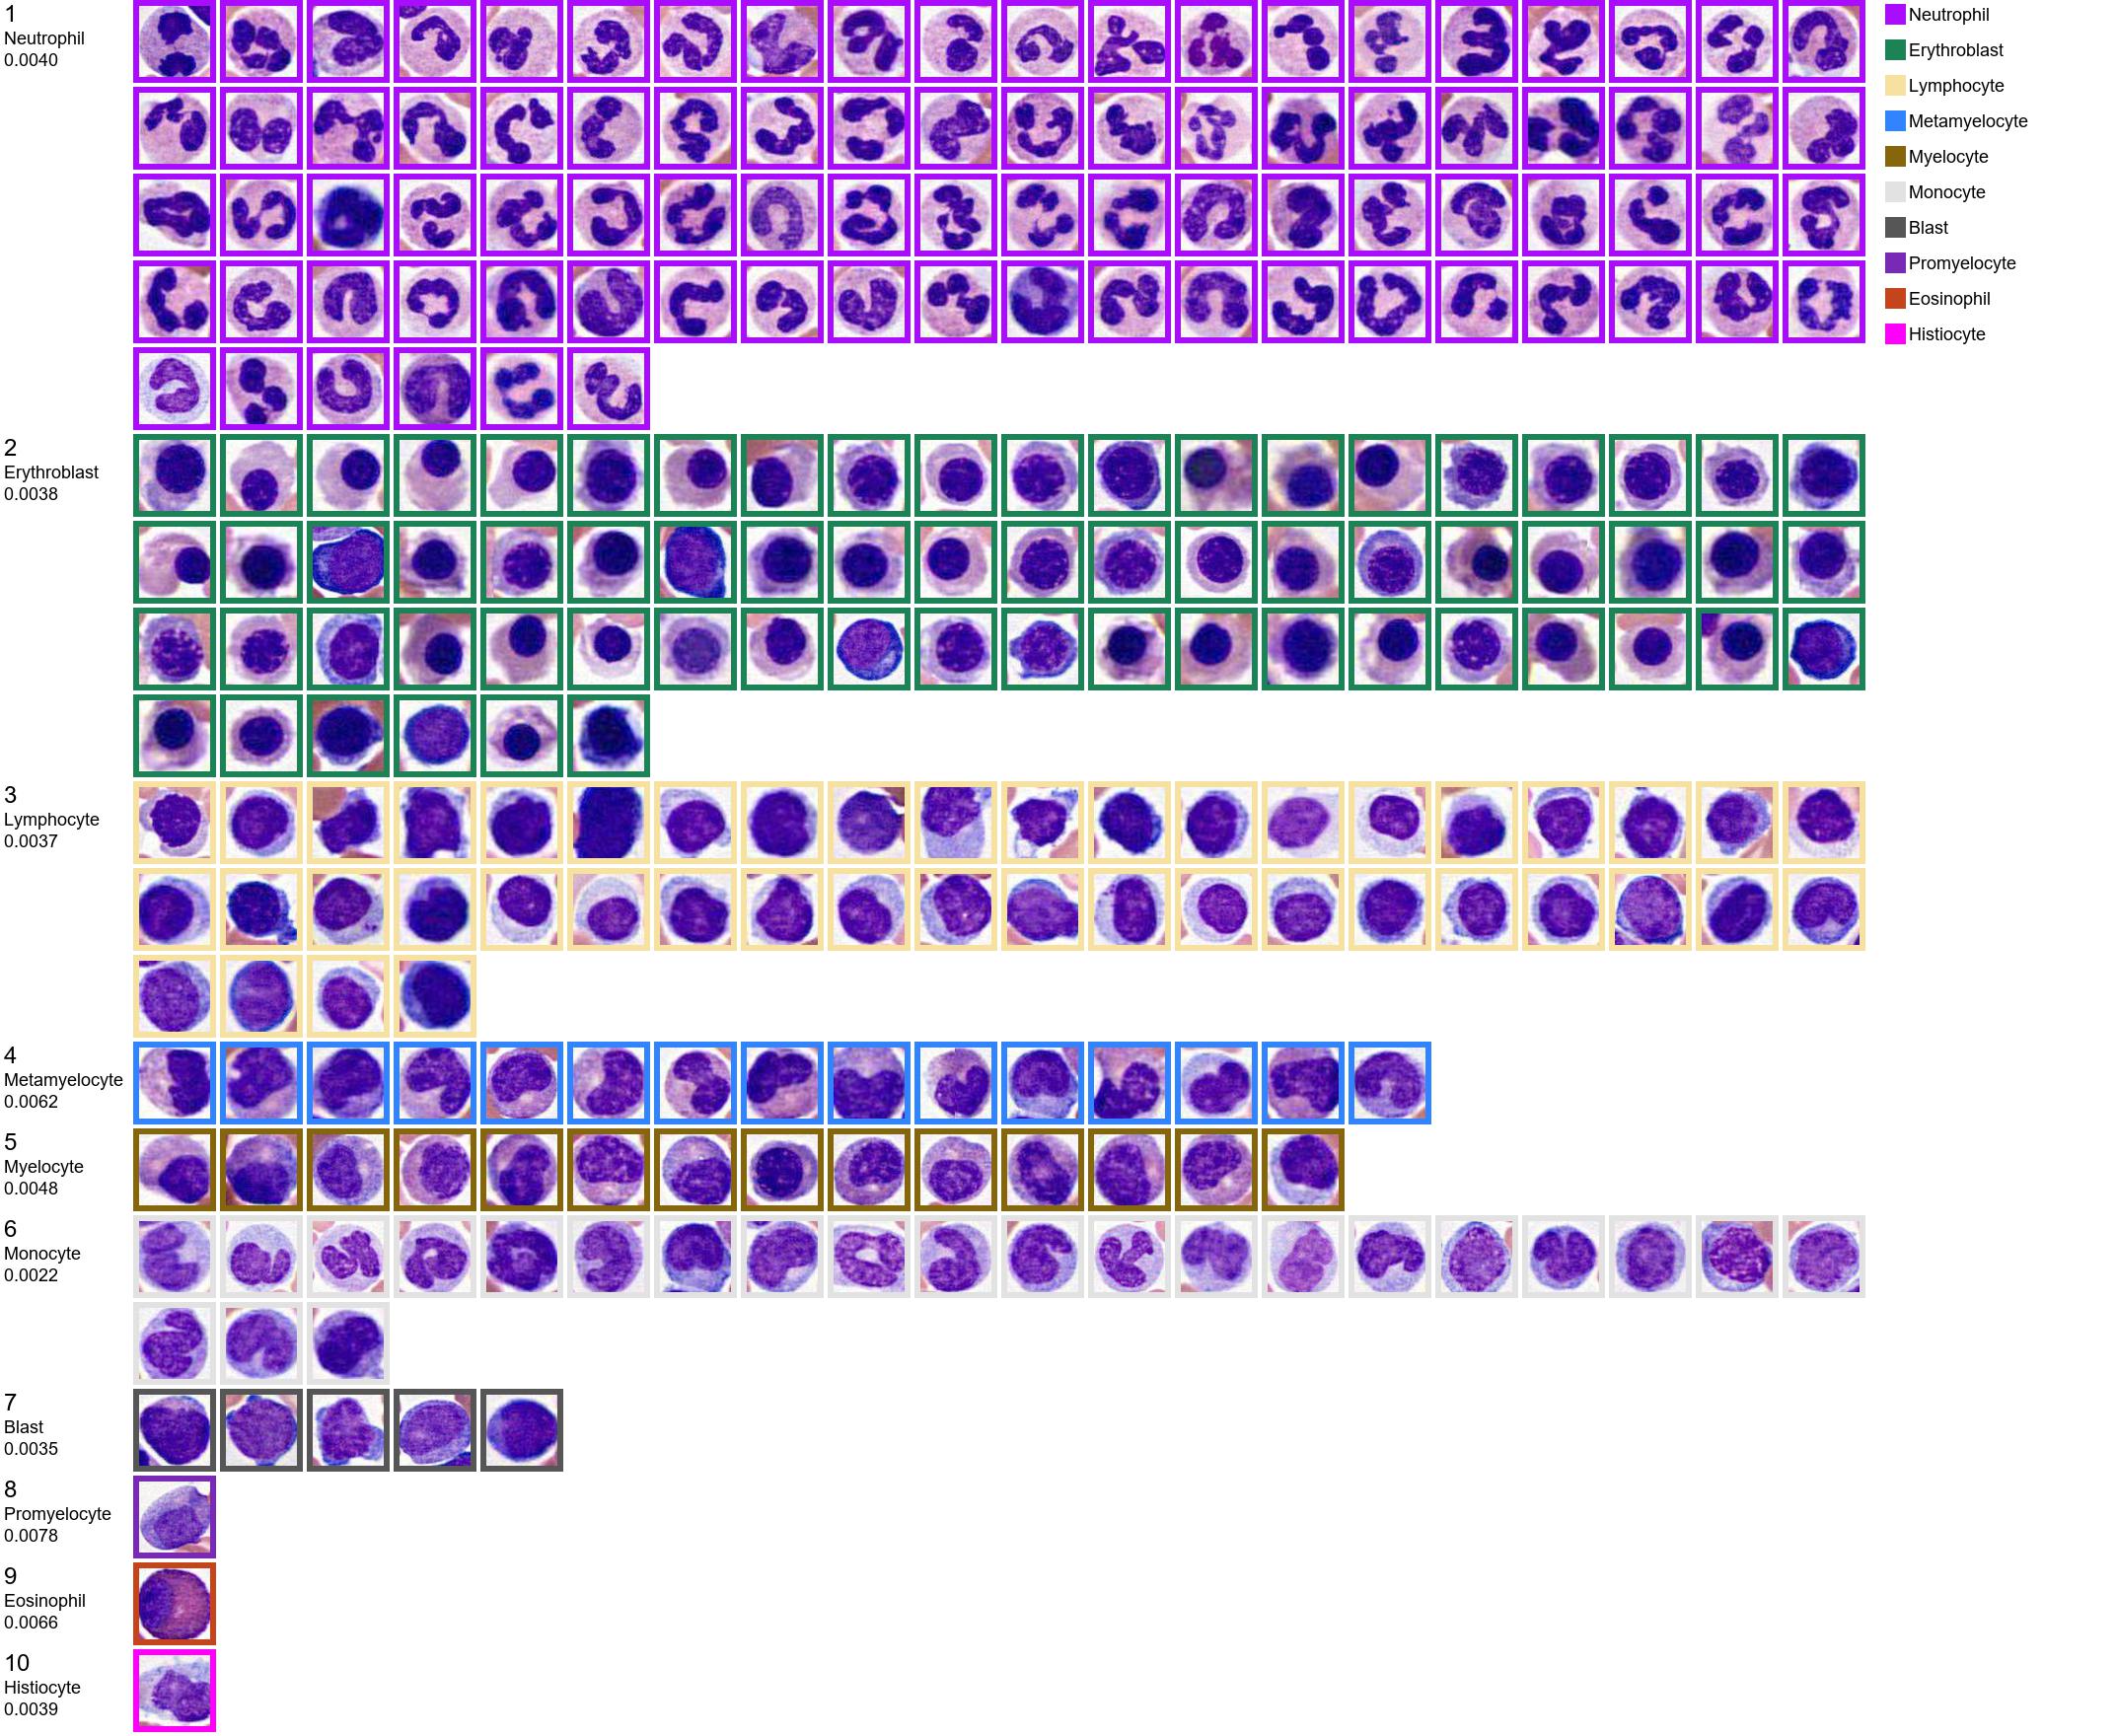 1
Neutrophil
0.0040
2
Erythroblast
0.0038
3
Lymphocyte
0.0037
4
Metamyelocyte
0.0062
5
Myelocyte
0.0048
6
Monocyte
0.0022
7
Blast
0.0035
8
Promyelocyte
0.0078
9
Eosinophil
0.0066
10
Histiocyte
0.0039
Neutrophil
Erythroblast
Lymphocyte
Metamyelocyte
Myelocyte
Monocyte
Blast
Promyelocyte
Eosinophil
Histiocyte